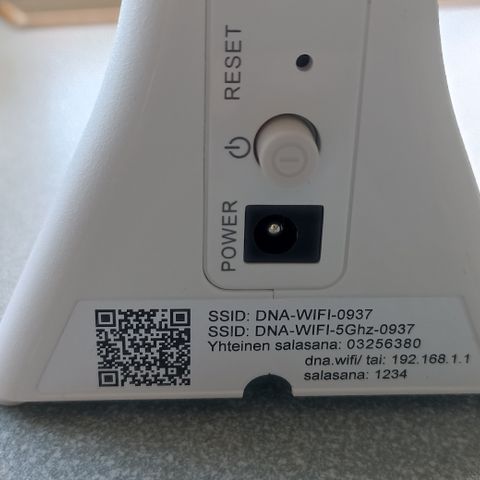 RESET
POWER
SSID: DNA-WIFI-0937
SSID: DNA-WIFI-5Ghz-0937
Yhteinen salasana: 03256380
dna.wifi/ tai: 192.168.1.1
salasana: 1234